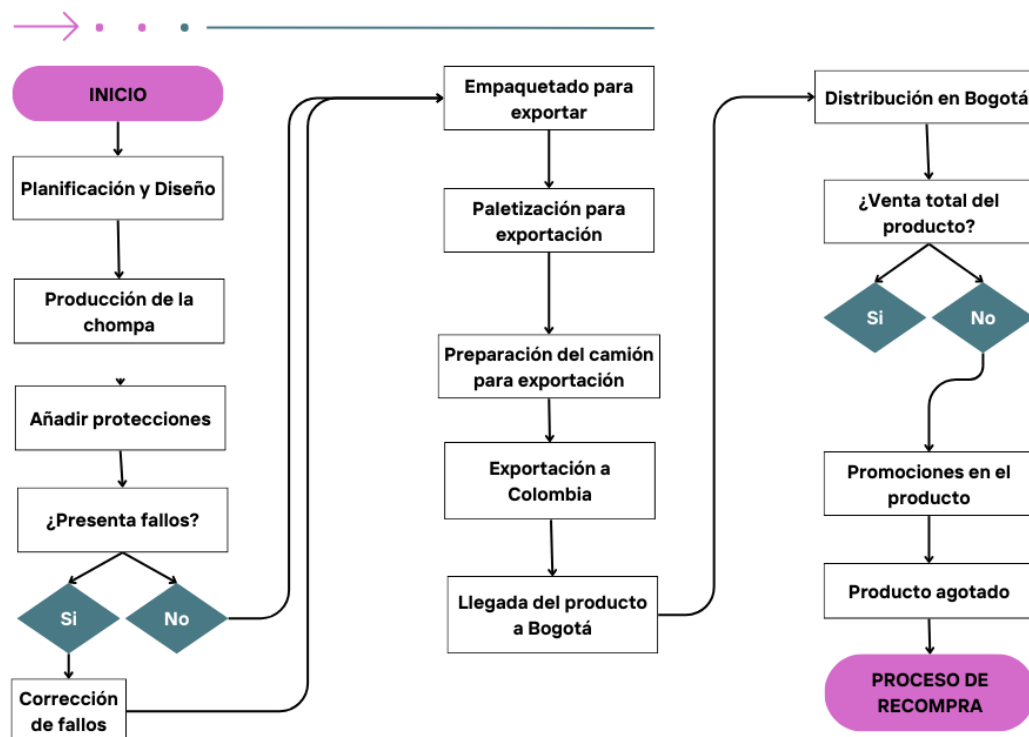 INICIO
Planificación y Diseño
Producción de la
chompa
Añadir protecciones
¿Presenta fallos?
Si
No
Corrección
de fallos
Empaquetado para
exportar
Paletización para
exportación
Preparación del camión
para exportación
Exportación a
Colombia
Llegada del producto
a Bogotá
Distribución en Bogotá
¿Venta total del
producto?
Si
No
Promociones en el
producto
Producto agotado
PROCESO DE
RECOMPRA